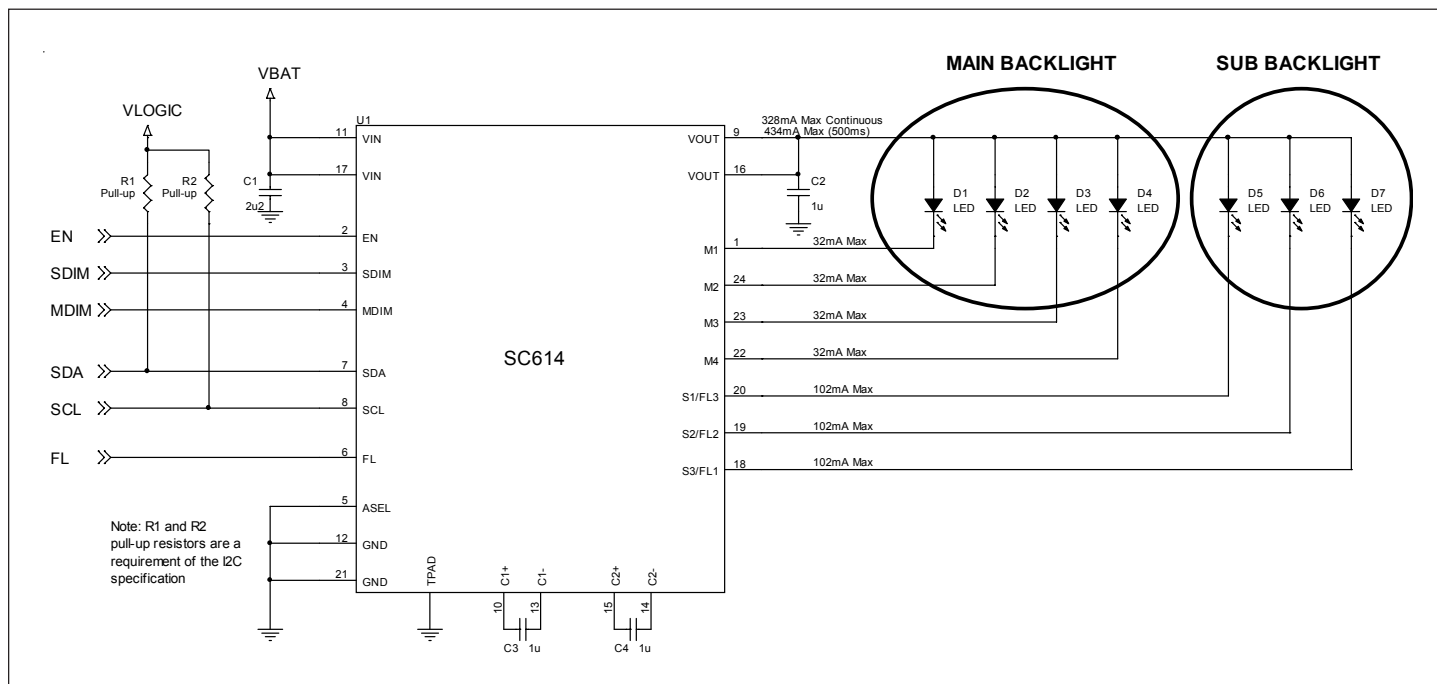 MAIN BACKLIGHT
SUB BACKLIGHT
VBAT
VLOGIC
U1
328mA Max Continuous
434mA Max (500ms)
11
VIN
VOUT
9
17
VIN
VOUT
16
R1
Pull-up
R2
Pull-up
C1
2u2
C2
1u
D1
LED
D2
LED
D3
LED
D4
LED
D5
LED
D6
LED
D7
LED
EN
2
EN
M1
1
32mA Max
SDIM
3
SDIM
M2
24
32mA Max
MDIM
4
MDIM
M3
23
32mA Max
SC614
M4
22
32mA Max
SDA
7
SDA
S1/FL3
20
102mA Max
SCL
8
SCL
S2/FL2
19
102mA Max
FL
6
FL
S3/FL1
18
102mA Max
5
ASEL
12
GND
21
GND
Note: R1 and R2
pull-up resistors are a
requirement of the I2C
specification
TPAD
C1+
C1-
C2+
C2-
10
13
15
14
C3
1u
C4
1u